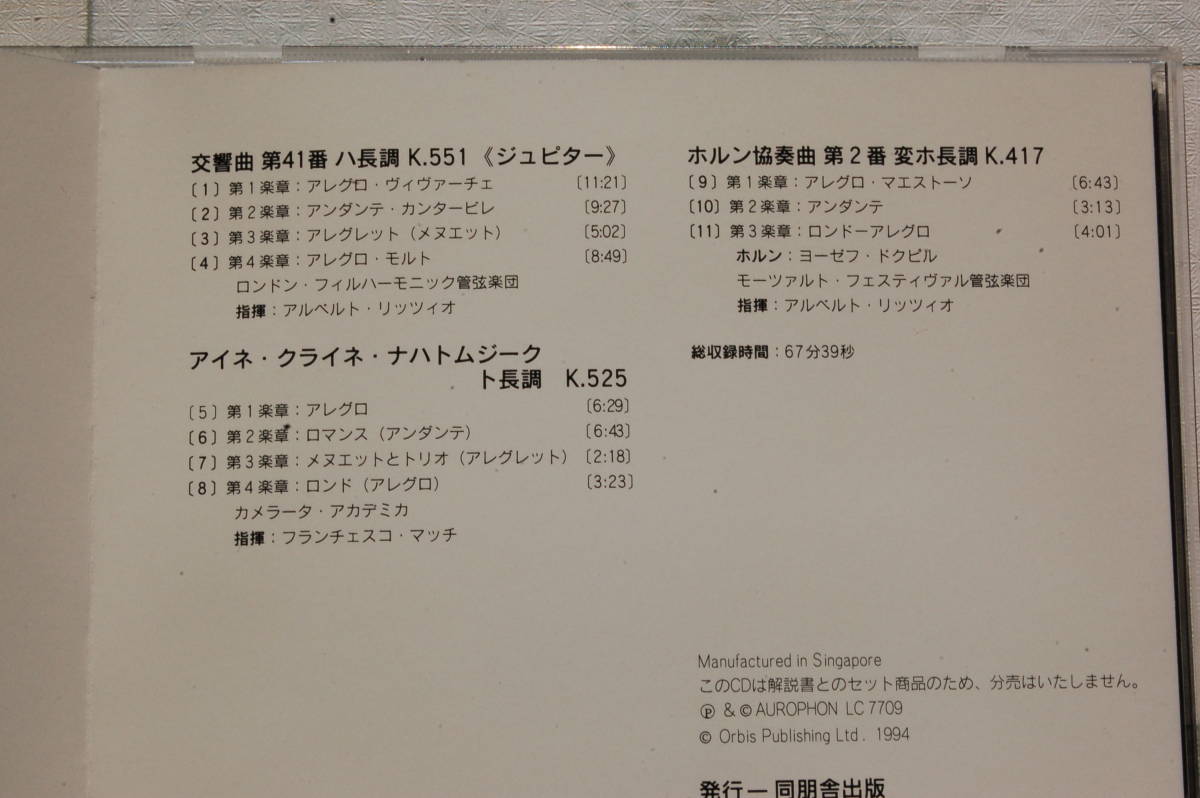 交響曲 第41番 ハ長調 K.551 《ジュピター》
〔1〕第1楽章：アレグロ・ヴィヴァーチェ 〔11:21〕
〔2〕第2楽章：アンダンテ・カンタービレ 〔9:27〕
〔3〕第3楽章：アレグレット（メヌエット） 〔5:02〕
〔4〕第4楽章：アレグロ・モルト 〔8:49〕
ロンドン・フィルハーモニック管弦楽団
指揮：アルベルト・リッツィオ
アイネ・クライネ・ナハトムジーク
ト長調 K.525
〔5〕第1楽章：アレグロ 〔6:29〕
〔6〕第2楽章：ロマンス（アンダンテ） 〔6:43〕
〔7〕第3楽章：メヌエットとトリオ（アレグレット） 〔2:18〕
〔8〕第4楽章：ロンド（アレグロ） 〔3:23〕
カメラータ・アカデミカ
指揮：フランチェスコ・マッチ
ホルン協奏曲 第2番 変ホ長調 K.417
〔9〕第1楽章：アレグロ・マエストーソ 〔6:43〕
〔10〕第2楽章：アンダンテ 〔3:13〕
〔11〕第3楽章：ロンドーアレグロ 〔4:01〕
ホルン：ヨーゼフ・ドクピル
モーツァルト・フェスティヴァル管弦楽団
指揮：アルベルト・リッツィオ
総収録時間：67分39秒
Manufactured in Singapore
このCDは解説書とのセット商品のため、分売はいたしません。
℗ & © AUROPHON LC 7709
© Orbis Publishing Ltd. 1994
発行ー同朋舎出版